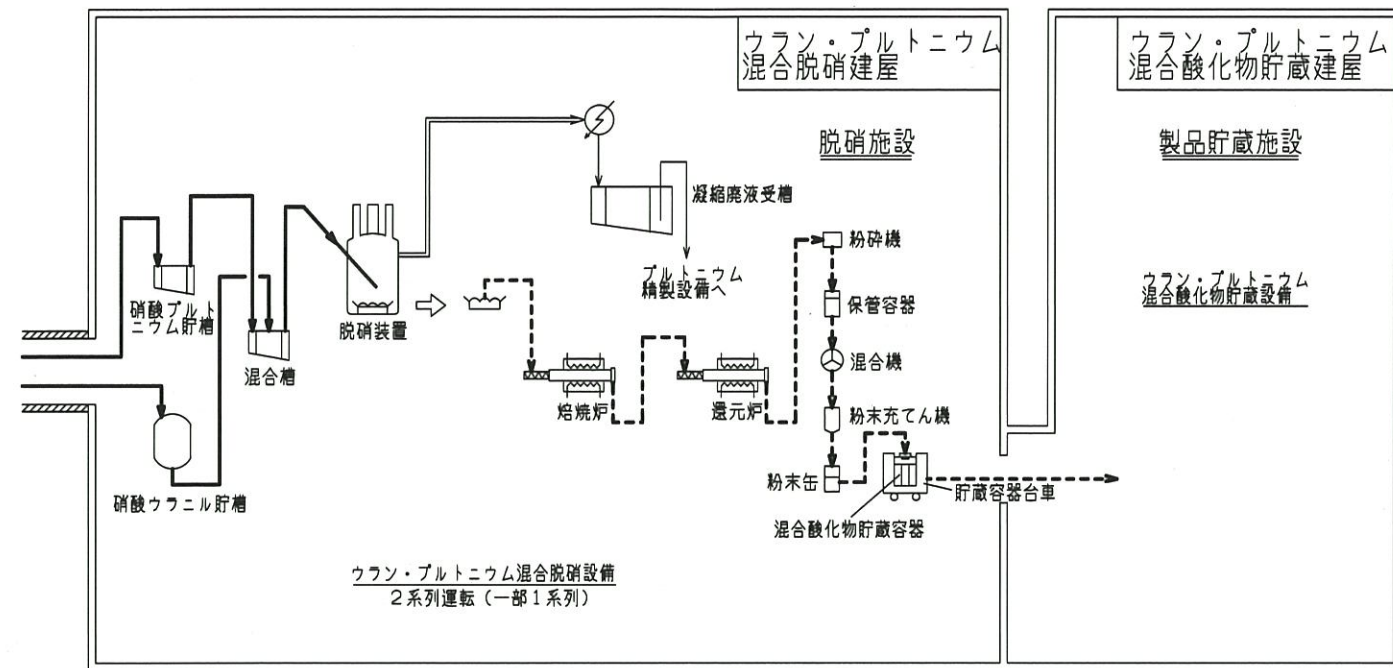 ウラン・プルトニウム
混合脱硝建屋
ウラン・プルトニウム
混合酸化物貯蔵建屋
脱硝施設
製品貯蔵施設
凝縮廃液受槽
粉砕機
プルトニウム
精製設備へ
ウラン・プルトニウム
混合酸化物貯蔵設備
硝酸プルト
ニウム貯槽
脱硝装置
保管容器
混合槽
混合機
焙焼炉
還元炉
粉末充てん機
粉末缶
貯蔵容器台車
硝酸ウラニル貯槽
混合酸化物貯蔵容器
ウラン・プルトニウム混合脱硝設備
2系列運転(一部1系列)